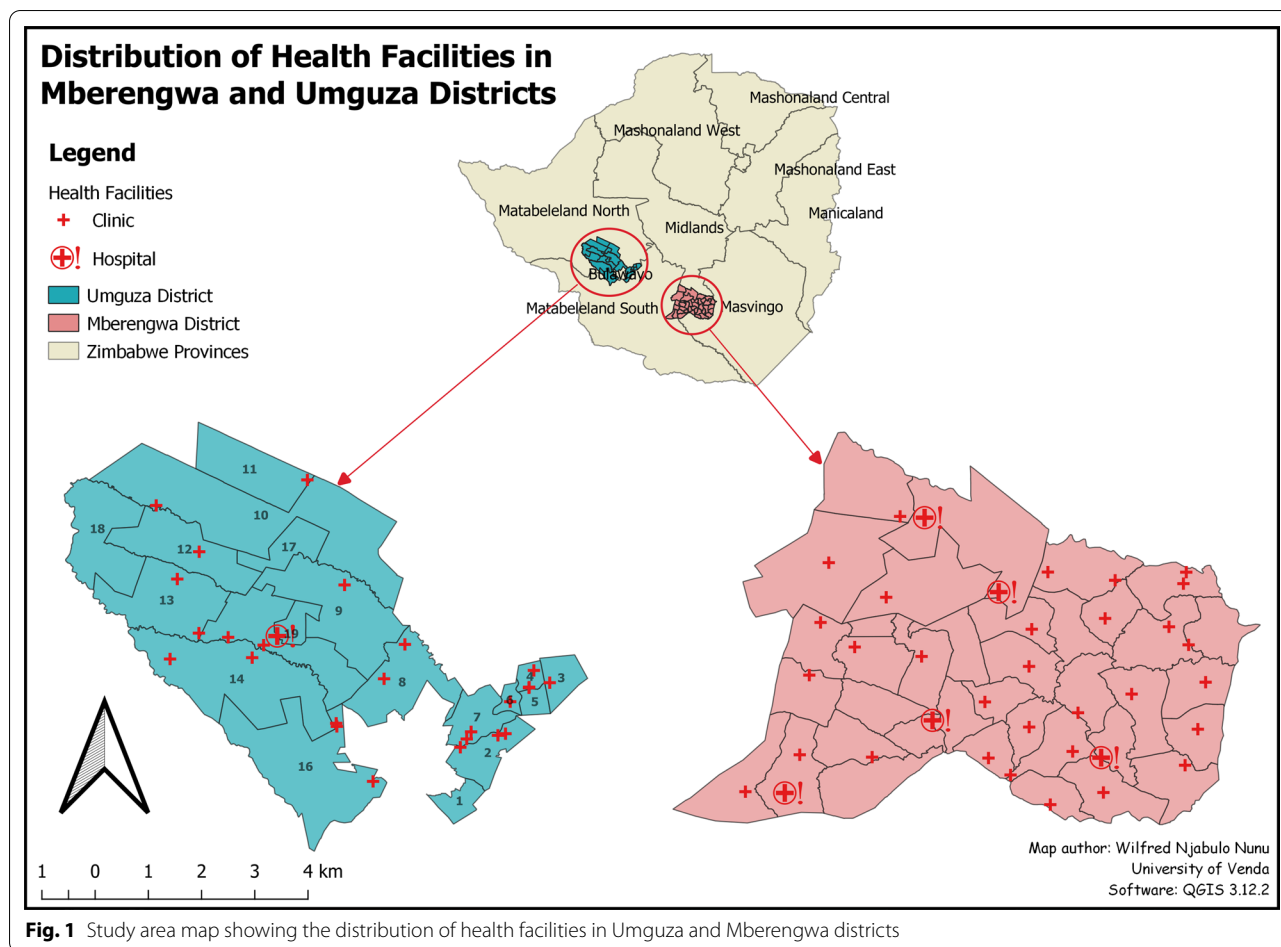 Distribution of Health Facilities in
Mberengwa and Umguza Districts
Legend
Health Facilities
Clinic
! Hospital
Umguza District
Mberengwa District
Zimbabwe Provinces
Mashonaland Central
Mashonaland West
Mashonaland East
Matabeleland North
Manicaland
Midlands
Bulawayo
Matabeleland South
Masvingo
11
10
18
12
17
13
9
19
!
14
8
4
3
6
5
7
2
16
1
!
!
!
!
!
1 0 1 2 3 4 km
Map author: Wilfred Njabulo Nunu
University of Venda
Software: QGIS 3.12.2
Fig. 1 Study area map showing the distribution of health facilities in Umguza and Mberengwa districts